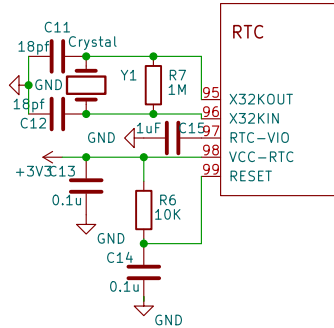 C11
RTC
18pf
Crystal
GND
Y1
R7
1M
18pf
C12
95
X32KOUT
96
X32KIN
GND
1uF
C15
97
RTC-VIO
98
VCC-RTC
99
RESET
+3V3
C13
0.1u
R6
10K
GND
C14
0.1u
GND